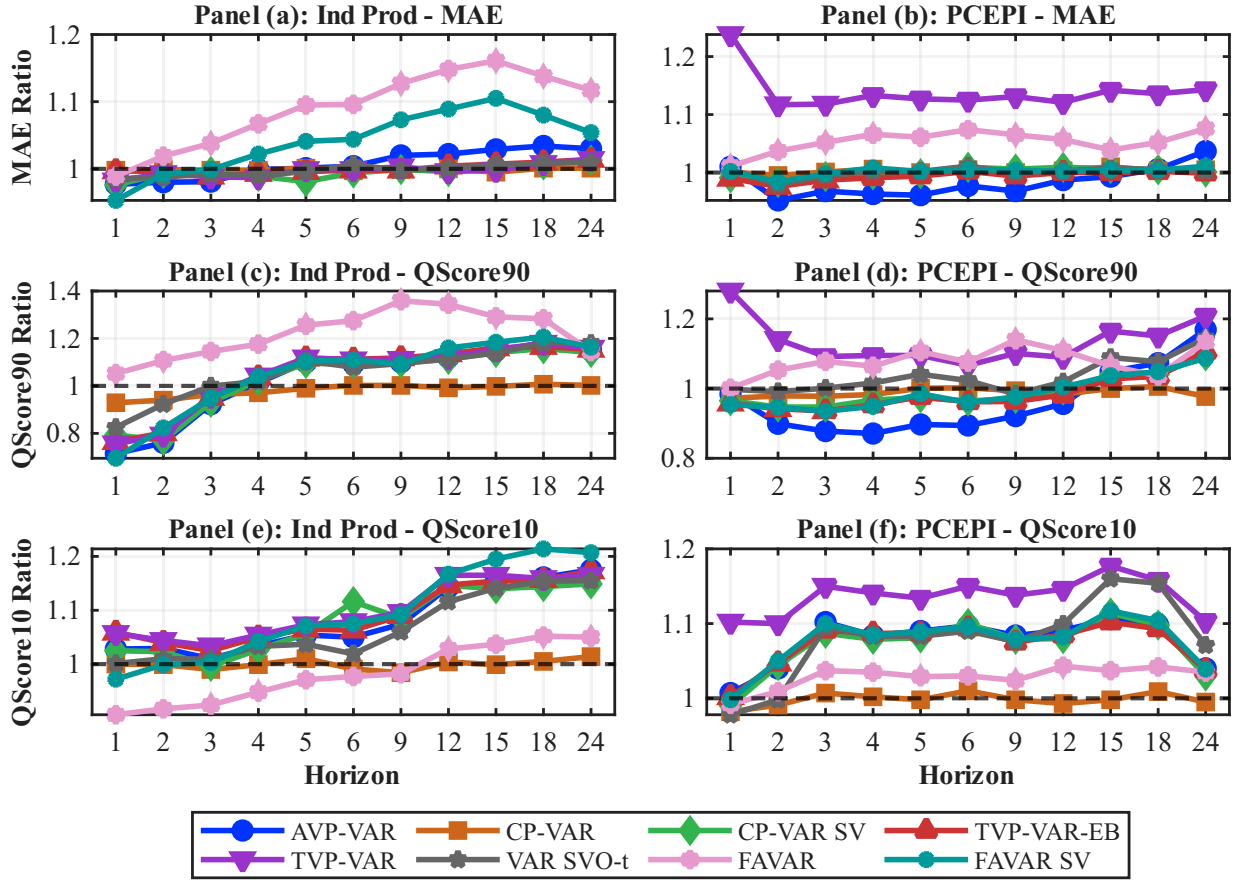 Panel (a): Ind Prod - MAE
Panel (b): PCEPI - MAE
MAE Ratio
1.2
1.1
1
1.2
1.1
1
1 2 3 4 5 6 9 12 15 18 24
1 2 3 4 5 6 9 12 15 18 24
Panel (c): Ind Prod - QScore90
Panel (d): PCEPI - QScore90
QScore90 Ratio
1.4
1.2
1
0.8
1.2
1
0.8
1 2 3 4 5 6 9 12 15 18 24
1 2 3 4 5 6 9 12 15 18 24
Panel (e): Ind Prod - QScore10
Panel (f): PCEPI - QScore10
QScore10 Ratio
1.2
1.1
1
1.2
1.1
1
1 2 3 4 5 6 9 12 15 18 24
1 2 3 4 5 6 9 12 15 18 24
Horizon
Horizon
AVP-VAR CP-VAR CP-VAR SV TVP-VAR-EB
TVP-VAR VAR SVO-t FAVAR FAVAR SV